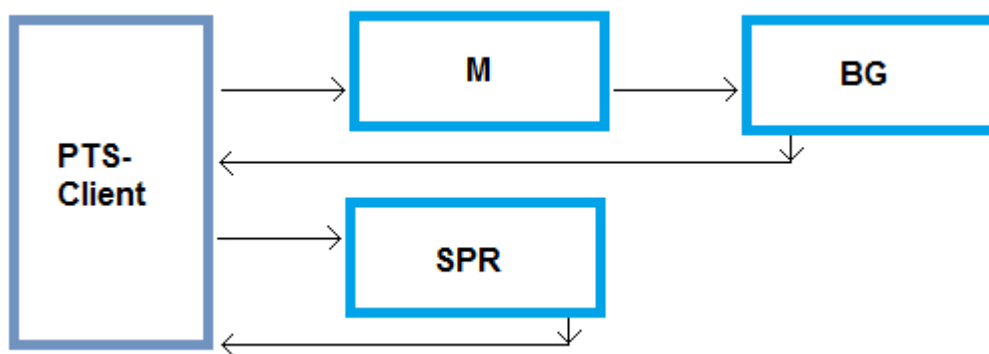 M
BG
PTS-
Client
SPR